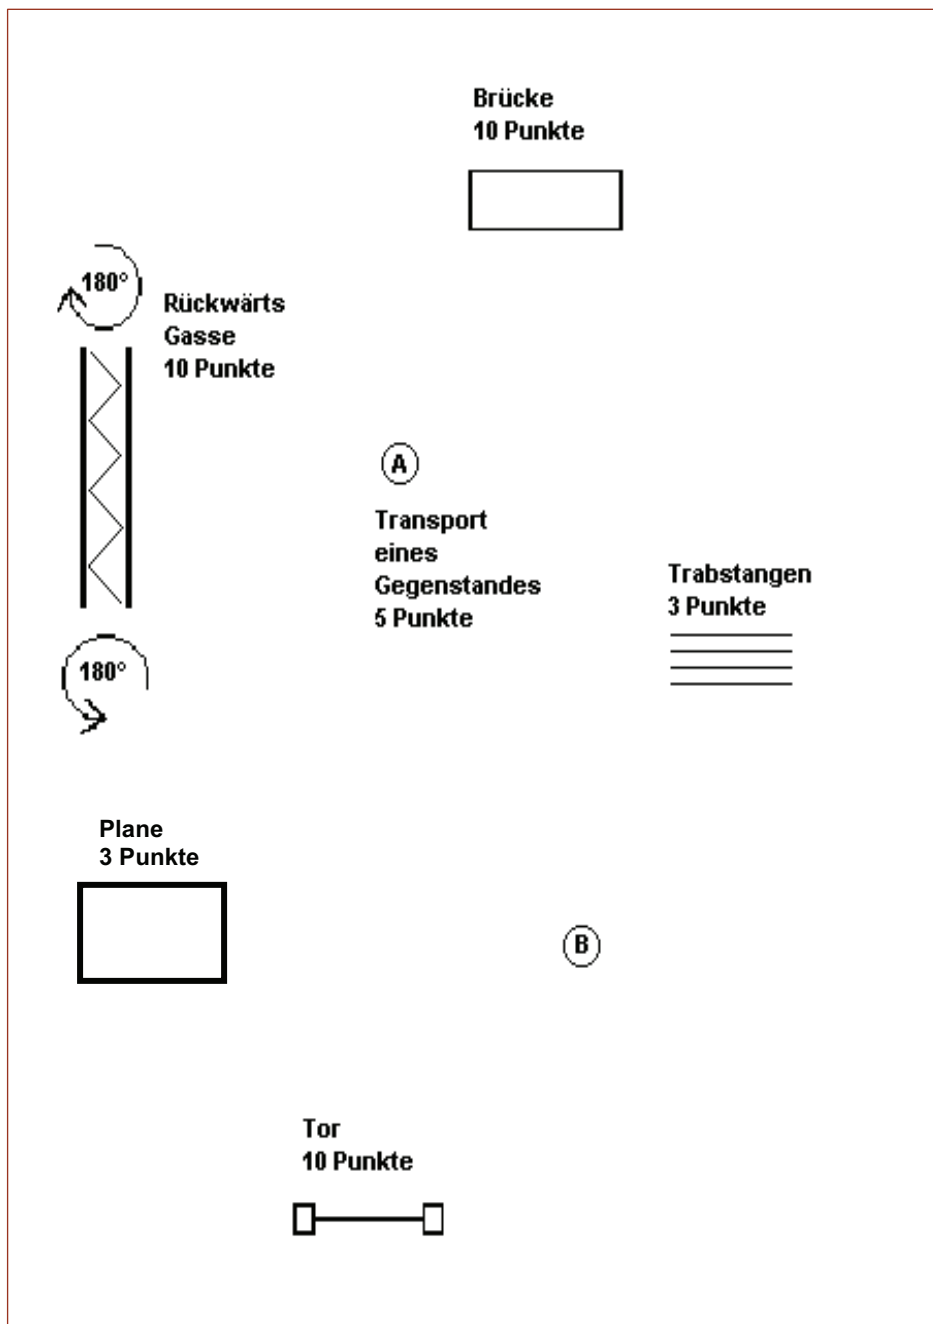 Brücke
10 Punkte
180°
Rückwärts
Gasse
10 Punkte
A
Transport
eines
Gegenstandes
5 Punkte
Trabstangen
3 Punkte
180°
Plane
3 Punkte
B
Tor
10 Punkte